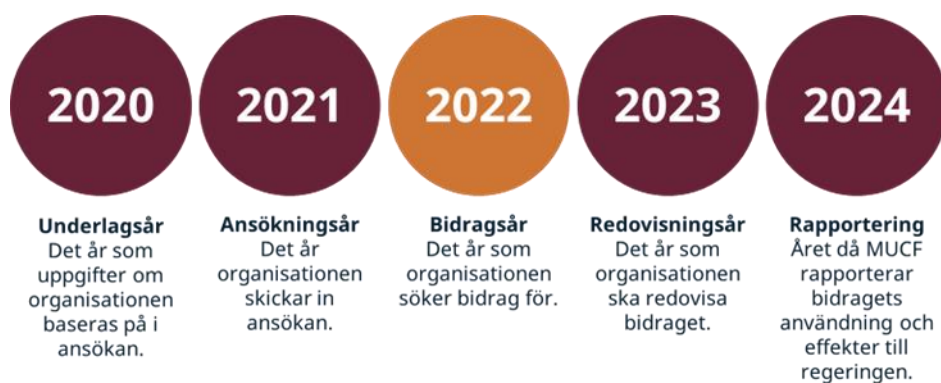 2020
2021
2022
2023
2024
Underlagsår
Det år som
uppgifter om
organisationen
baseras på i
ansökan.
Ansökningsår
Det år
organisationen
skickar in
ansökan.
Bidragsår
Det år som
organisationen
söker bidrag för.
Redovisningsår
Det år som
organisationen
ska redovisa
bidraget.
Rapportering
Året då MUCF
rapporterar
bidragets
användning och
effekter till
regeringen.